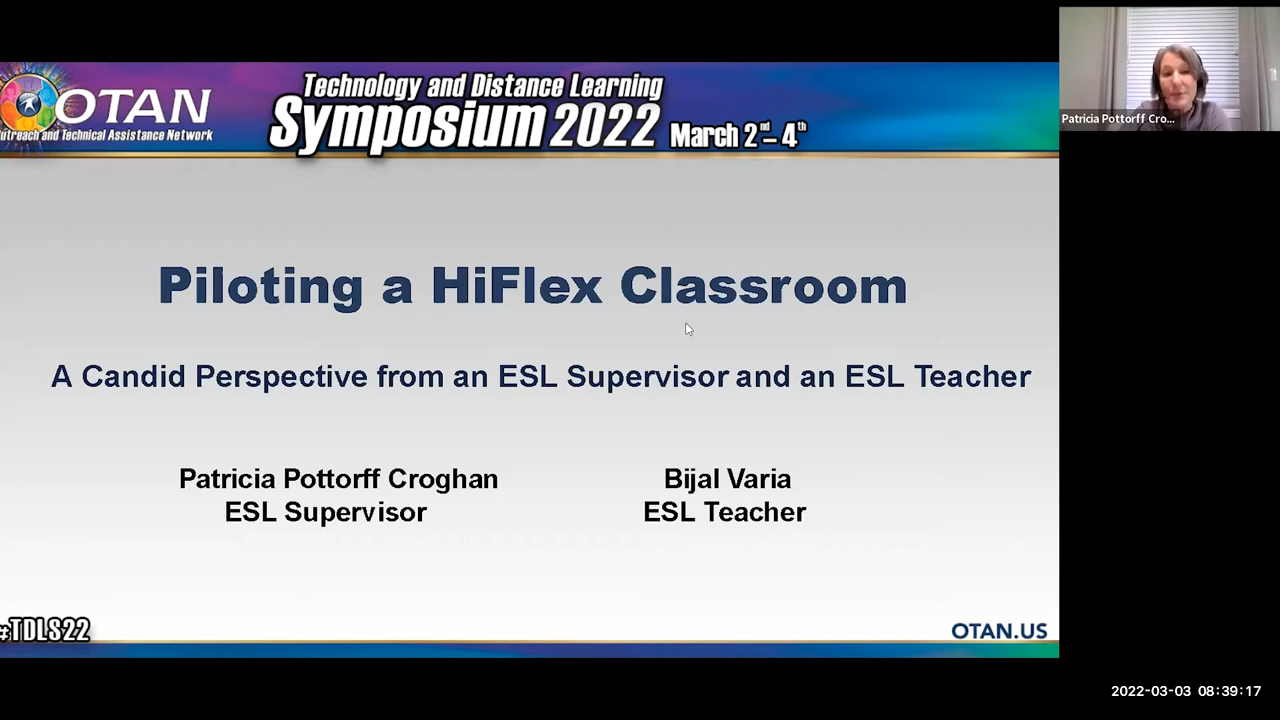 OTAN
utreach and Technical Assistance Network
Technology and Distance Learning
Symposium 2022 March 2nd – 4th
Patricia Pottorff Cro...
Piloting a HiFlex Classroom
A Candid Perspective from an ESL Supervisor and an ESL Teacher
Patricia Pottorff Croghan
ESL Supervisor
Bijal Varia
ESL Teacher
#TDLS22
OTAN.US
2022-03-03 08:39:17